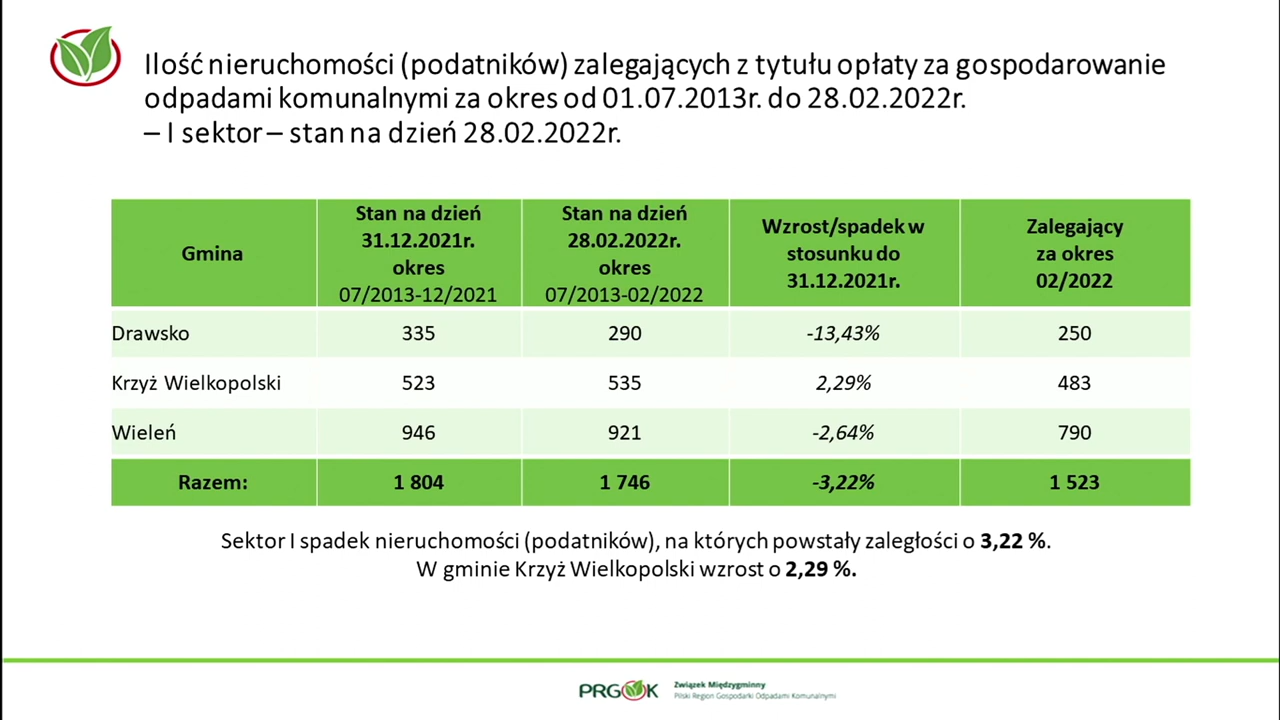 Ilość nieruchomości (podatników) zalegających z tytułu opłaty za gospodarowanie
odpadami komunalnymi za okres od 01.07.2013r. do 28.02.2022r.
– I sektor – stan na dzień 28.02.2022r.
Gmina
Stan na dzień
31.12.2021r.
okres
07/2013-12/2021
Stan na dzień
28.02.2022r.
okres
07/2013-02/2022
Wzrost/spadek w
stosunku do
31.12.2021r.
Zalegający
za okres
02/2022
Drawsko 335 290 -13,43% 250
Krzyż Wielkopolski 523 535 2,29% 483
Wieleń 946 921 -2,64% 790
Razem: 1 804 1 746 -3,22% 1 523
Sektor I spadek nieruchomości (podatników), na których powstały zaległości o 3,22 %.
W gminie Krzyż Wielkopolski wzrost o 2,29 %.
PRGOK
Związek Międzygminny
Pilski Region Gospodarki Odpadami Komunalnymi